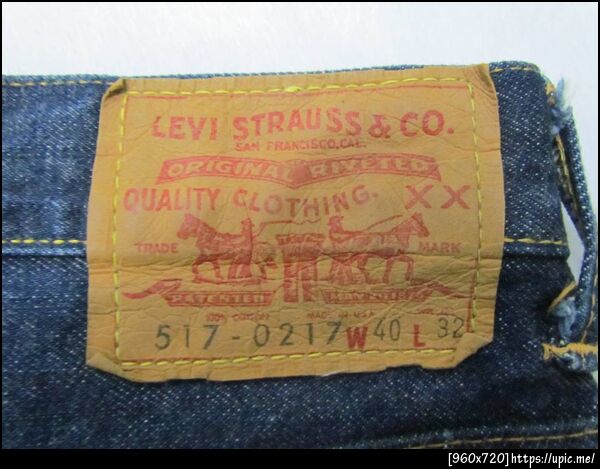 LEVI STRAUSS & CO.
SAN FRANCISCO, CAL.
ORIGINAL RIVETED
QUALITY CLOTHING. XX
TRADE MARK
PATENTED
100% COTTON MADE IN U.S.A.
517-0217 W 40 L 32
[960x720]https://upic.me/